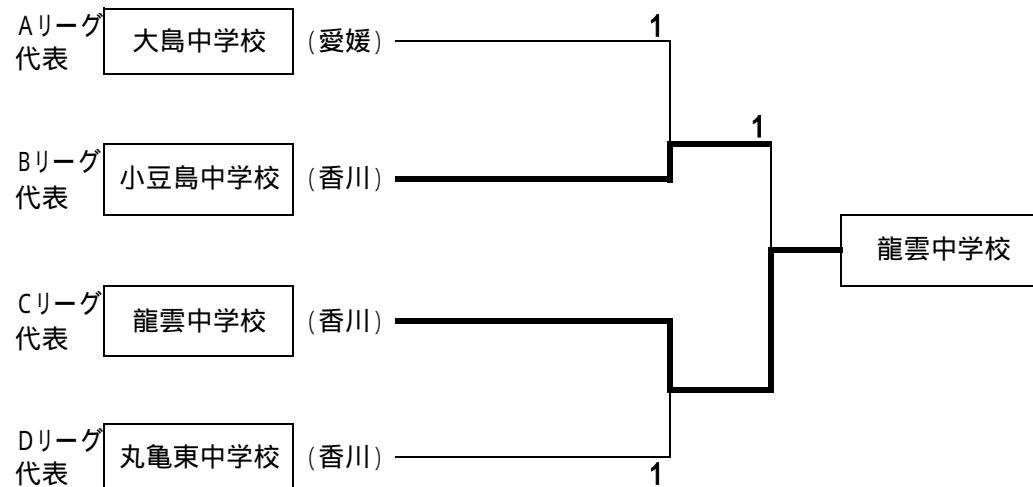 Aリーグ
代表
大島中学校
(愛媛)
1
1
Bリーグ
代表
小豆島中学校
(香川)
龍雲中学校
Cリーグ
代表
龍雲中学校
(香川)
Dリーグ
代表
丸亀東中学校
(香川)
1